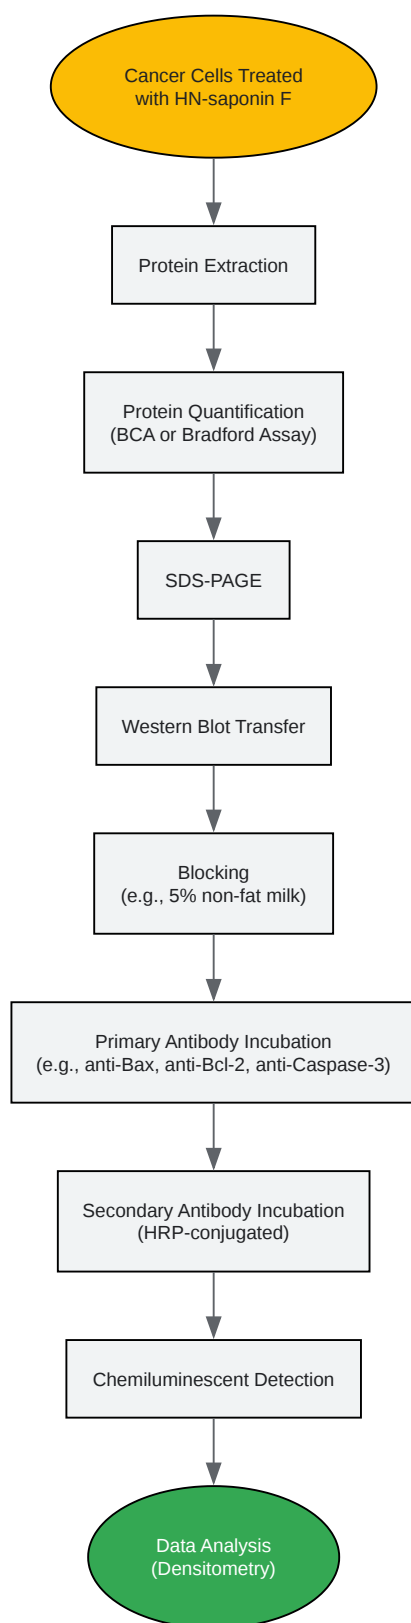 Cancer Cells Treated
with HN-saponin F
Protein Extraction
Protein Quantification
(BCA or Bradford Assay)
SDS-PAGE
Western Blot Transfer
Blocking
(e.g., 5% non-fat milk)
Primary Antibody Incubation
(e.g., anti-Bax, anti-Bcl-2, anti-Caspase-3)
Secondary Antibody Incubation
(HRP-conjugated)
Chemiluminescent Detection
Data Analysis
(Densitometry)